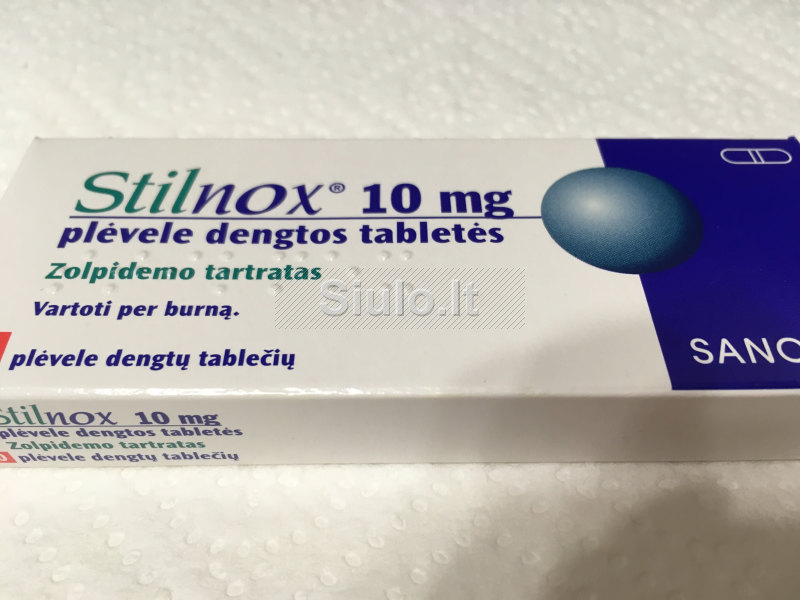 Stilnox® 10 mg
plėvele dengtos tabletės
Zolpidemo tartratas
Vartoti per burną.
plėvele dengtų tablečių
SANO
Siulo.lt
Stilnox 10 mg
plėvele dengtos tabletės
Zolpidemo tartratas
0 plėvele dengtų tablečių